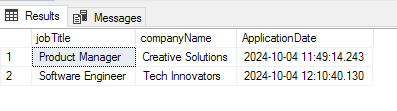 Results Messages
jobTitle companyName ApplicationDate
1 Product Manager Creative Solutions 2024-10-04 11:49:14.243
2 Software Engineer Tech Innovators 2024-10-04 12:10:40.130